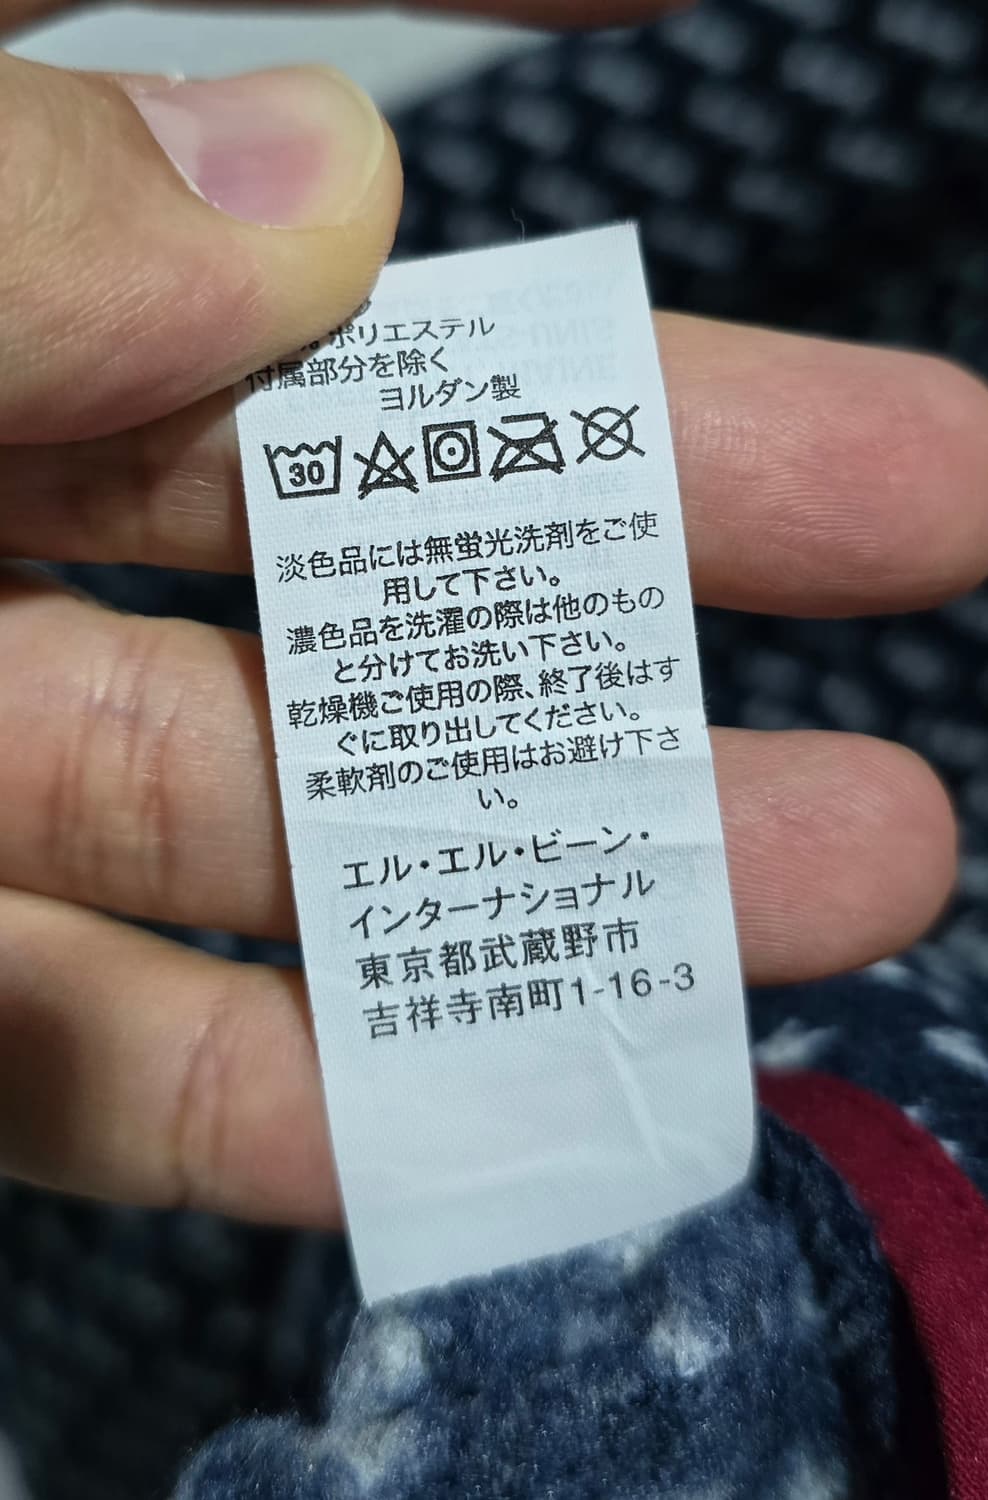 ポリエステル
付属部分を除く
ヨルダン製
30
淡色品には無蛍光洗剤をご使
用して下さい。
濃色品を洗濯の際は他のもの
と分けてお洗い下さい。
乾燥機ご使用の際、終了後はす
ぐに取り出してください。
柔軟剤のご使用はお避け下さ
い。
エル・エル・ビーン・
インターナショナル
東京都武蔵野市
吉祥寺南町1-16-3